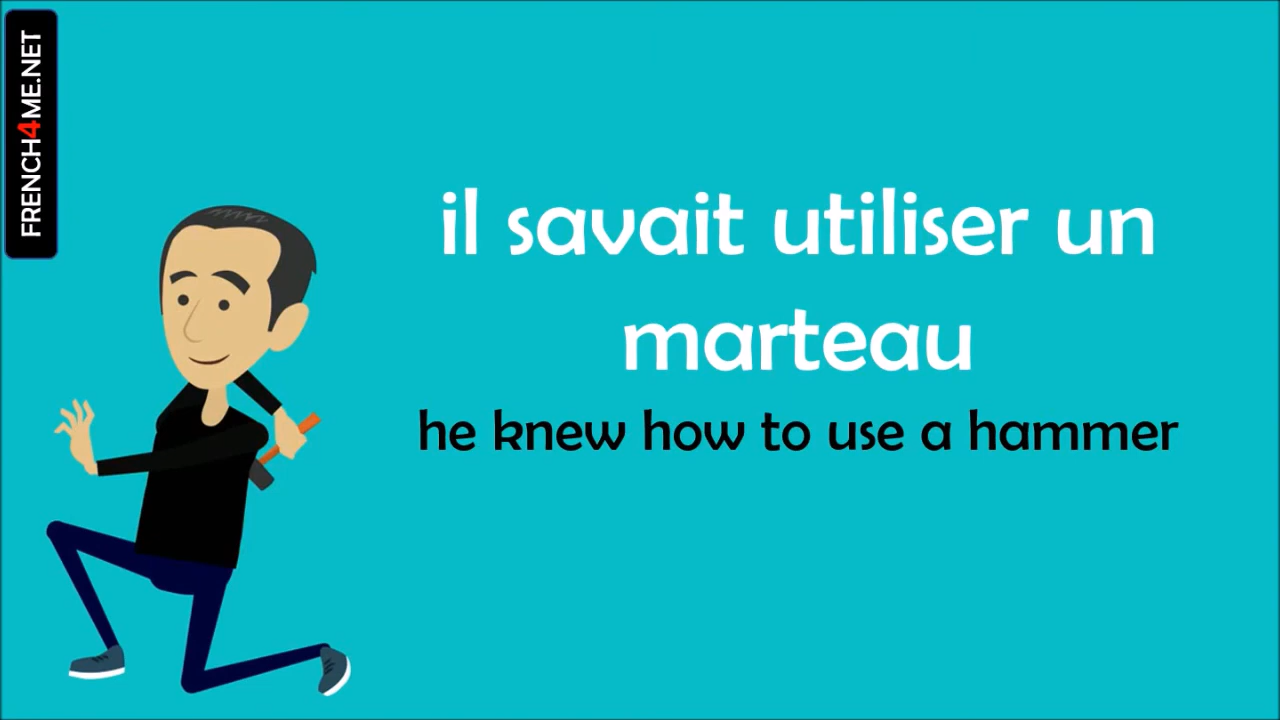 FRENCH4ME.NET
il savait utiliser un
marteau
he knew how to use a hammer